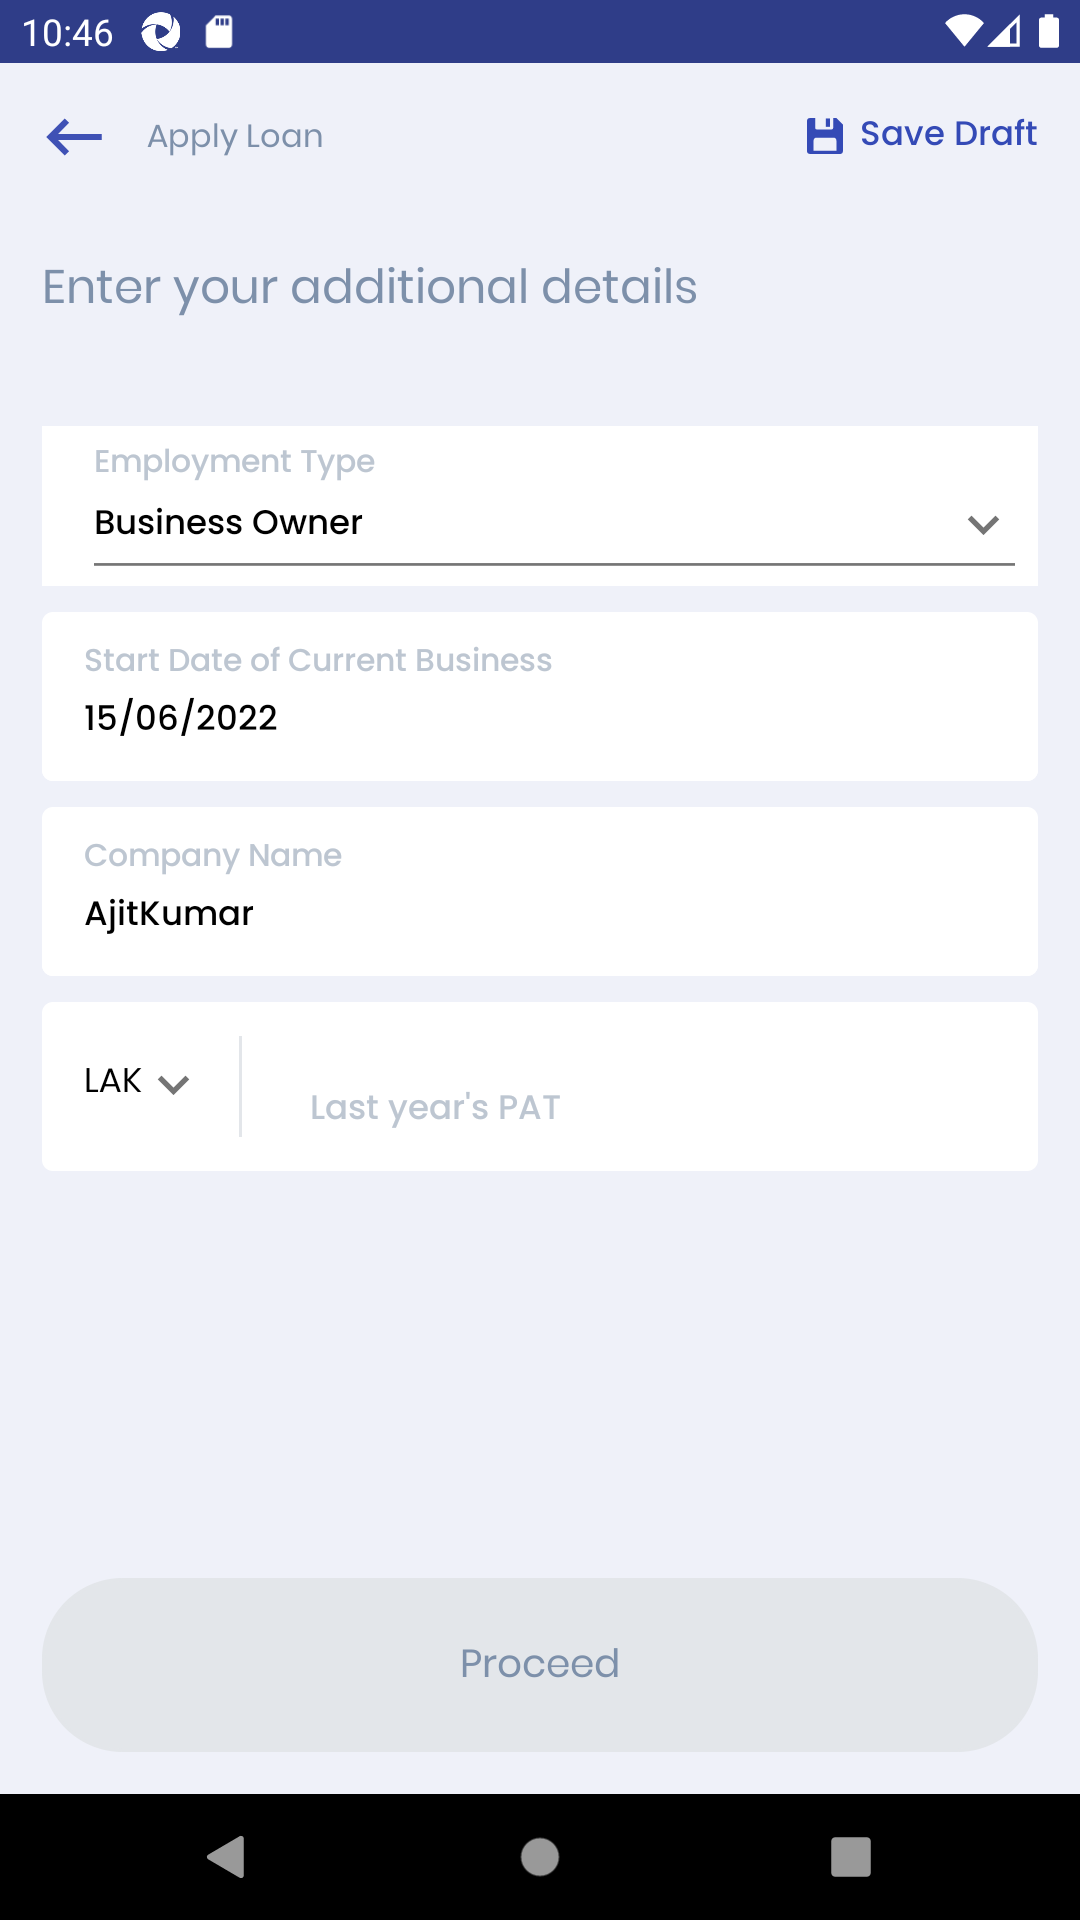 10:46
Apply Loan
Save Draft
Enter your additional details
Employment Type
Business Owner
Start Date of Current Business
15/06/2022
Company Name
AjitKumar
LAK
Last year's PAT
Proceed